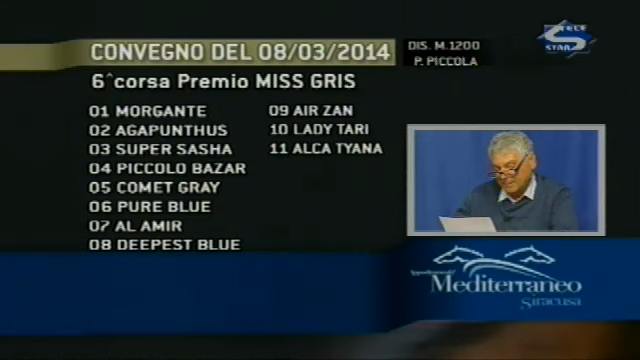 CONVEGNO DEL 08/03/2014
DIS. M.1200
P. PICCOLA
TELE
STAR
6^corsa Premio MISS GRIS
01 MORGANTE
02 AGAPUNTHUS
03 SUPER SASHA
04 PICCOLO BAZAR
05 COMET GRAY
06 PURE BLUE
07 AL AMIR
08 DEEPEST BLUE
09 AIR ZAN
10 LADY TARI
11 ALCA TYANA
Mediterraneo
Siracusa